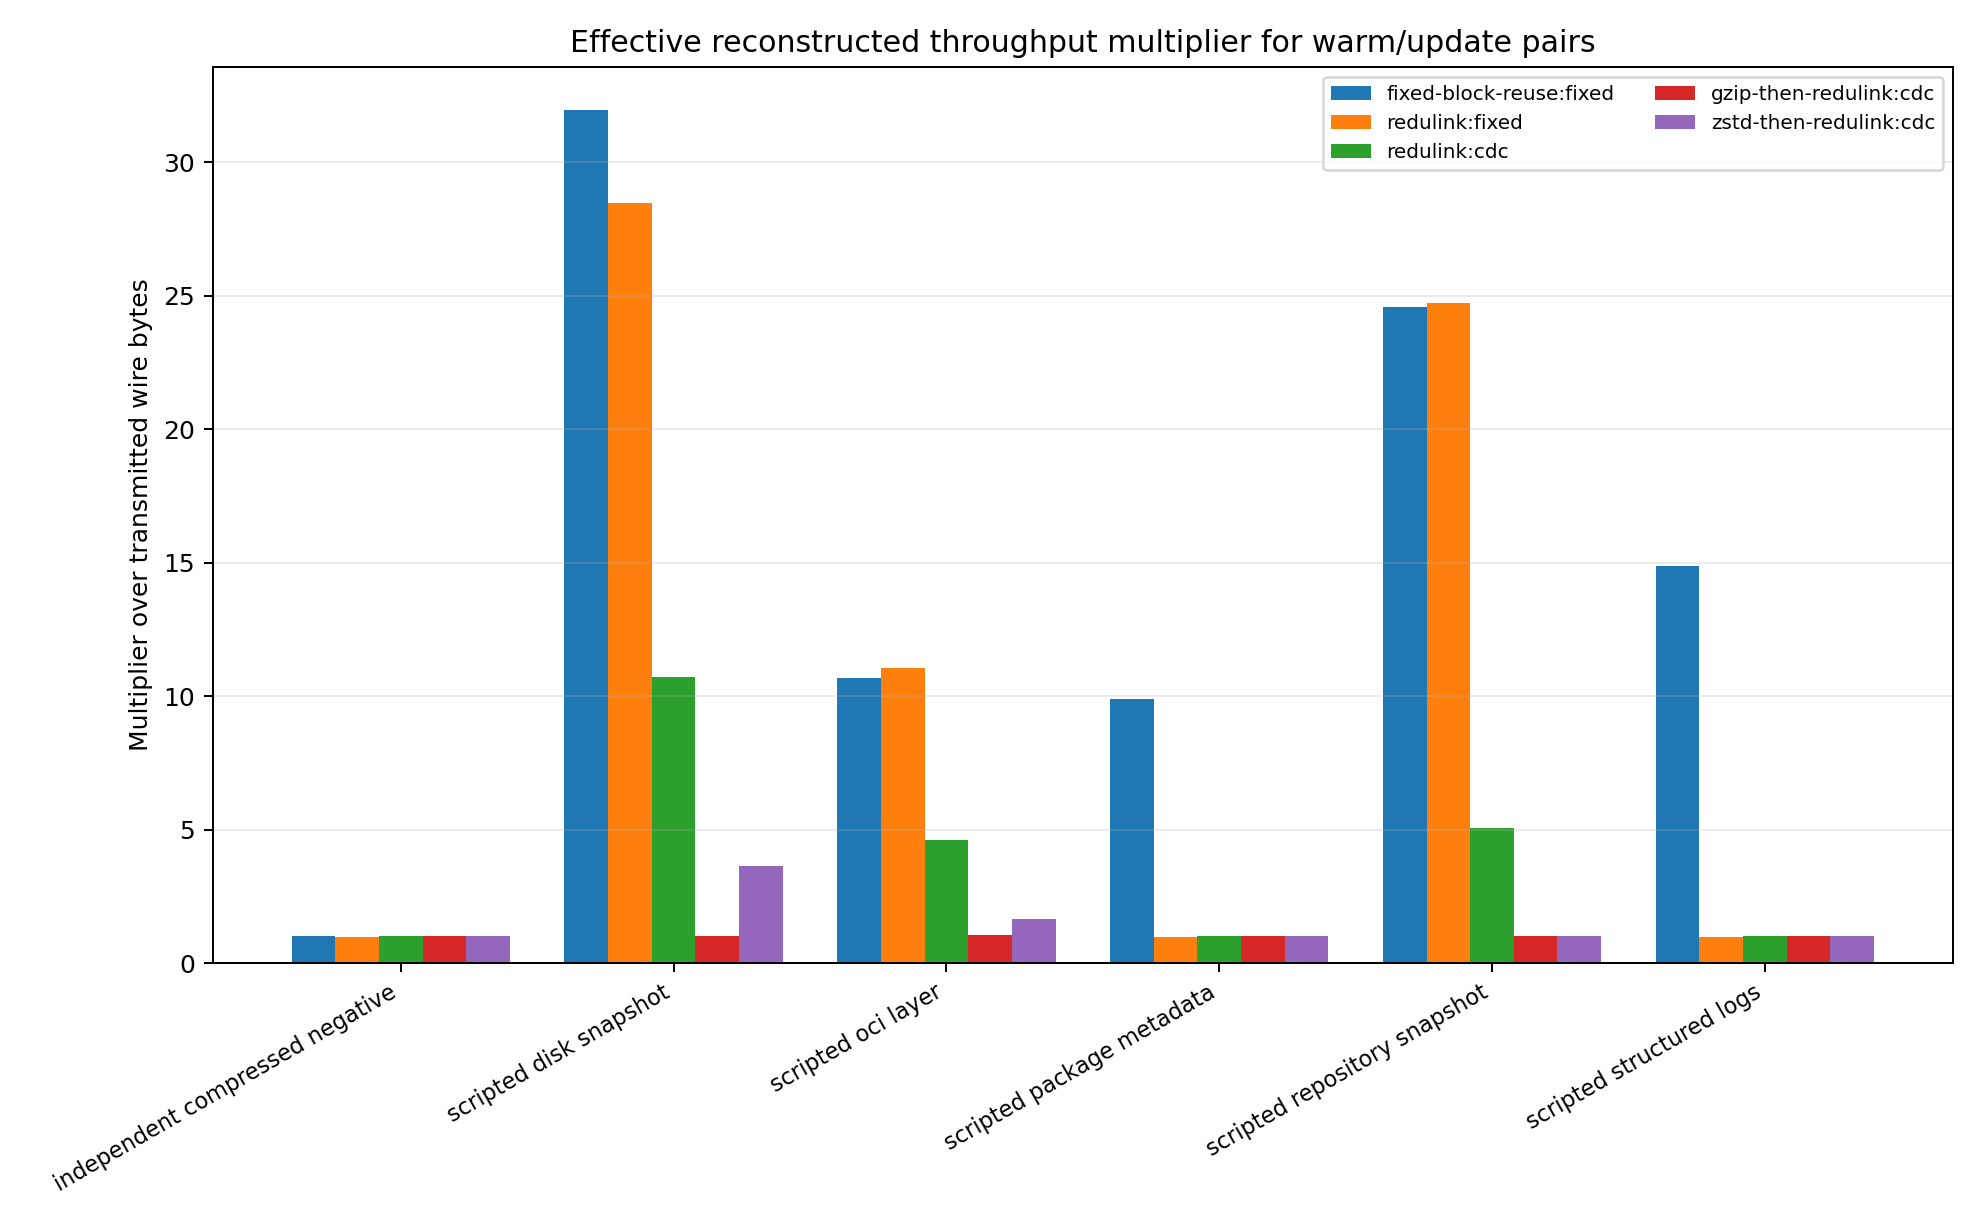 Effective reconstructed throughput multiplier for warm/update pairs
fixed-block-reuse:fixed
redulink:fixed
redulink:cdc
gzip-then-redulink:cdc
zstd-then-redulink:cdc
Multiplier over transmitted wire bytes
30
25
20
15
10
5
0
independent compressed negative
scripted disk snapshot
scripted oci layer
scripted package metadata
scripted repository snapshot
scripted structured logs